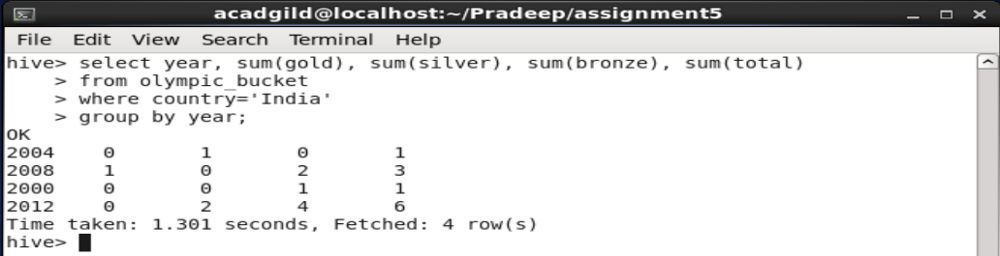 acadgild@localhost:~/Pradeep/assignment5
File Edit View Search Terminal Help
hive> select year, sum(gold), sum(silver), sum(bronze), sum(total)
    > from olympic_bucket
    > where country='India'
    > group by year;
OK
2004    0       1       0       1
2008    1       0       2       3
2000    0       0       1       1
2012    0       2       4       6
Time taken: 1.301 seconds, Fetched: 4 row(s)
hive>